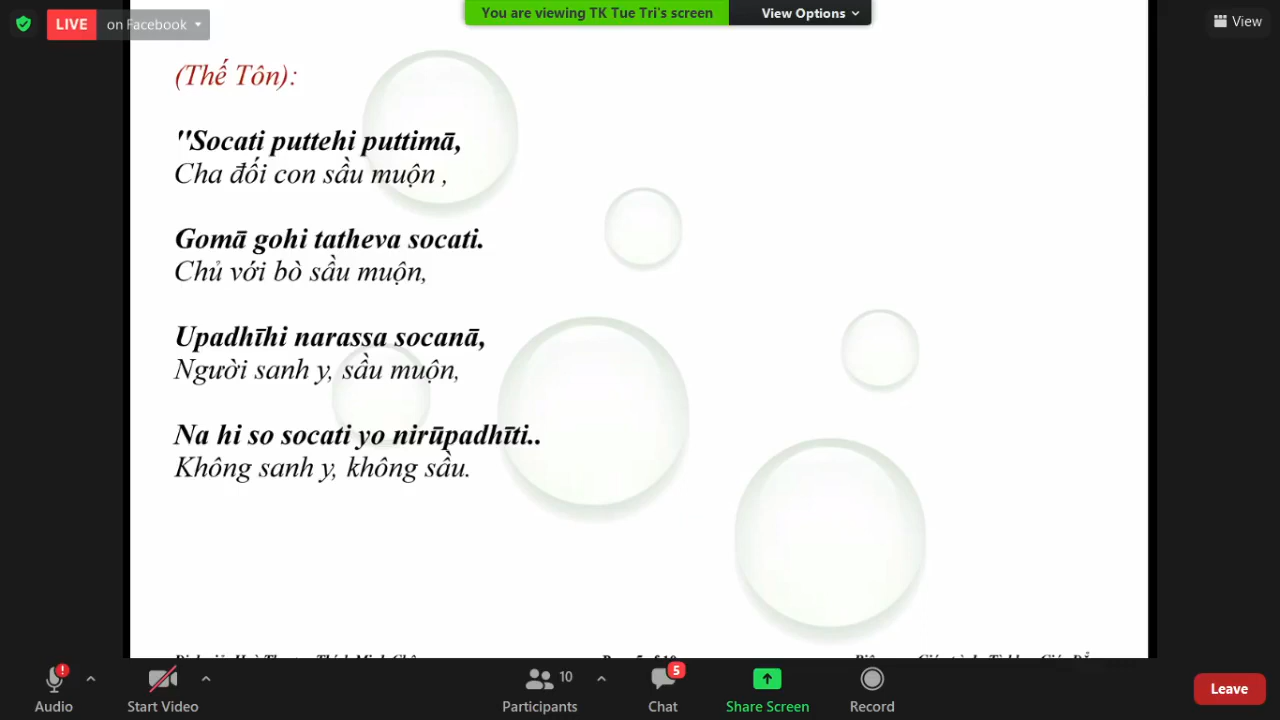 LIVE on Facebook
You are viewing TK Tue Tri's screen View Options
View
(Thế Tôn):
"Socati puttehi puttimā,
Cha đối con sầu muộn ,
Gomā gohi tatheva socati.
Chủ với bò sầu muộn,
Upadhīhi narassa socanā,
Người sanh y, sầu muộn,
Na hi so socati yo nirūpadhīti..
Không sanh y, không sầu.
Audio
Start Video
Participants 10
Chat 5
Share Screen
Record
Leave